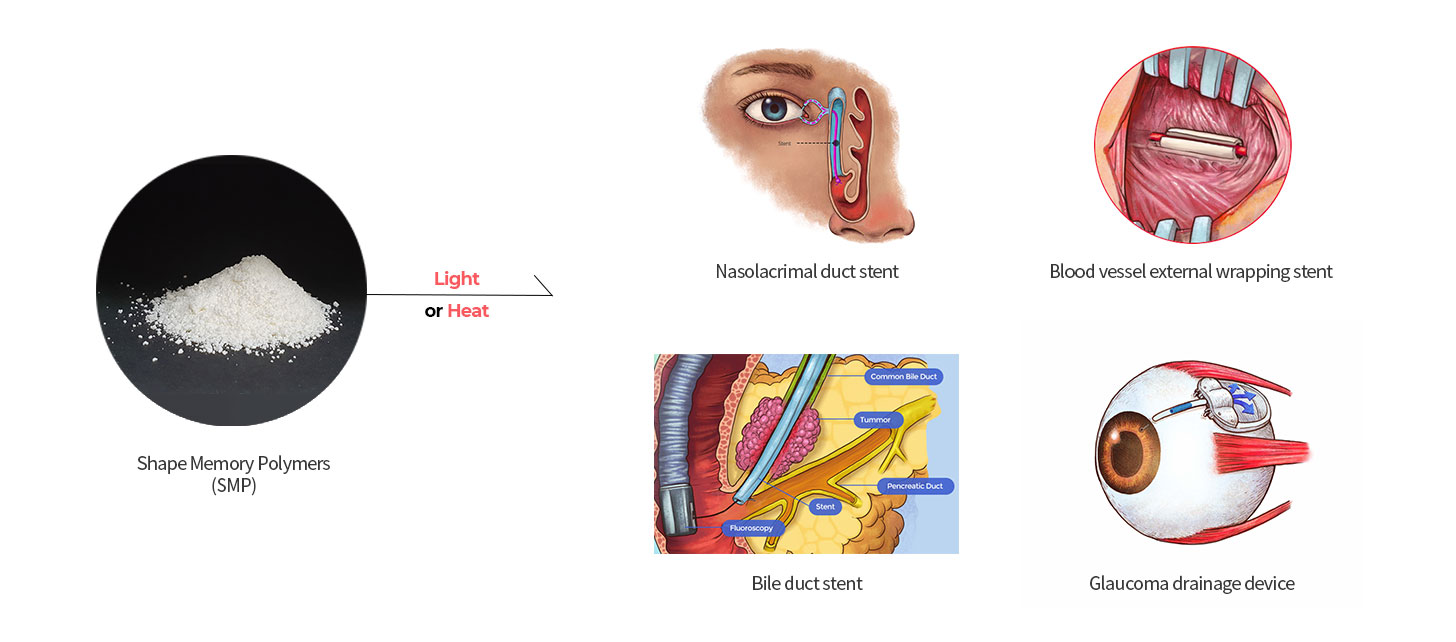 Shape Memory Polymers
(SMP)
Light
or Heat
Stent
Nasolacrimal duct stent
Blood vessel external wrapping stent
Common Bile Duct
Tummor
Pencreatic Duct
Stent
Fluoroscopy
Bile duct stent
Glaucoma drainage device